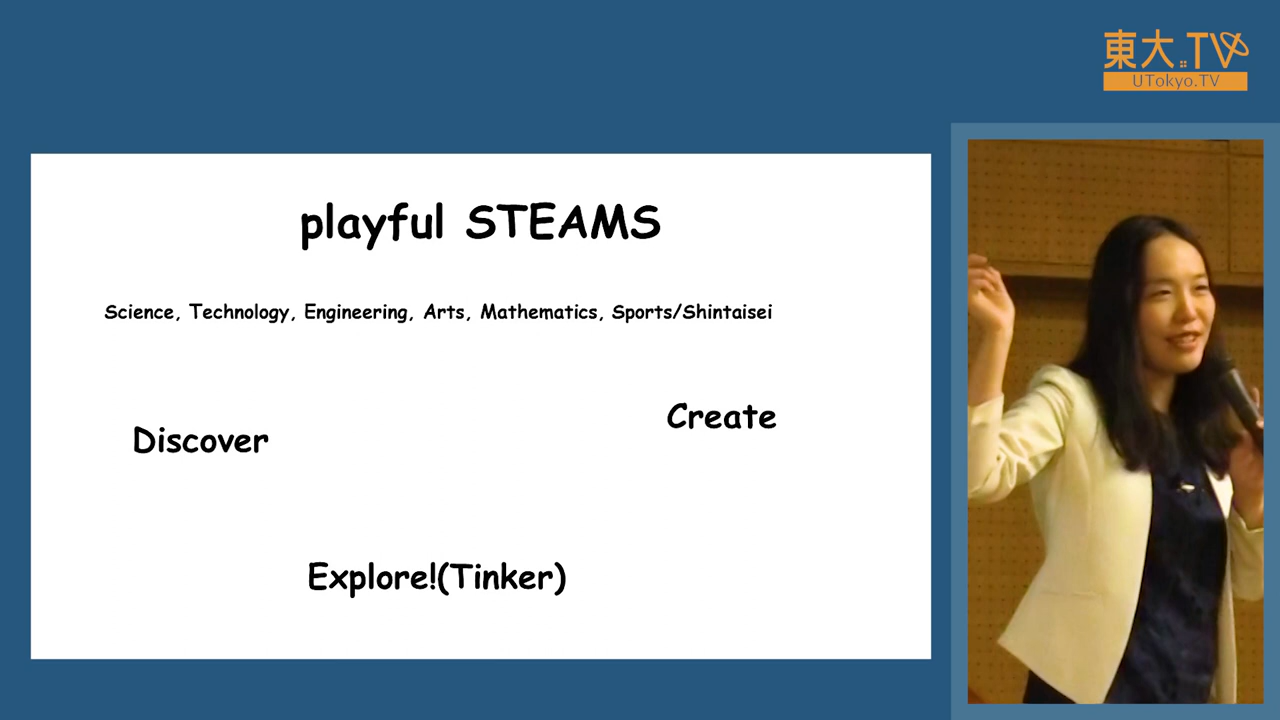 東大.TV
UTokyo.TV
playful STEAMS
Science, Technology, Engineering, Arts, Mathematics, Sports/Shintaisei
Create
Discover
Explore!(Tinker)